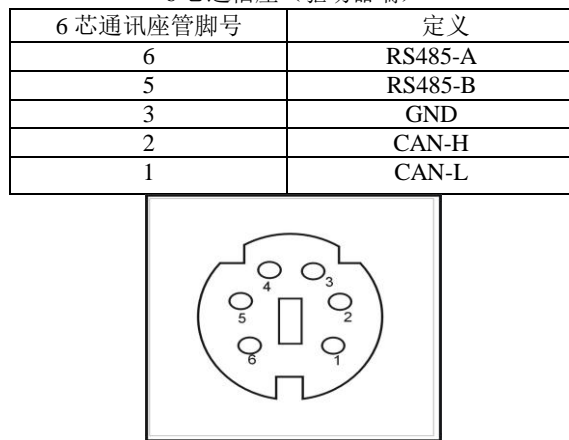 6 芯通讯座管脚号 定义
6 RS485-A
5 RS485-B
3 GND
2 CAN-H
1 CAN-L
4 3
5 2
6 1